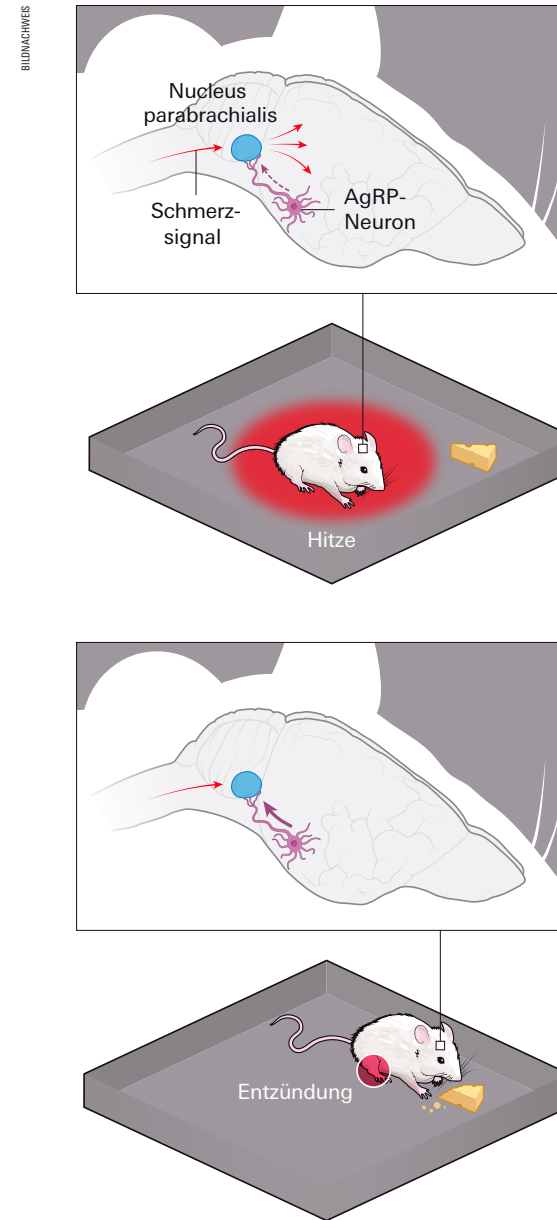 BILDNACHWEIS
Nucleus
parabrachialis
Schmerz-
signal
AgRP-
Neuron
Hitze
Entzündung